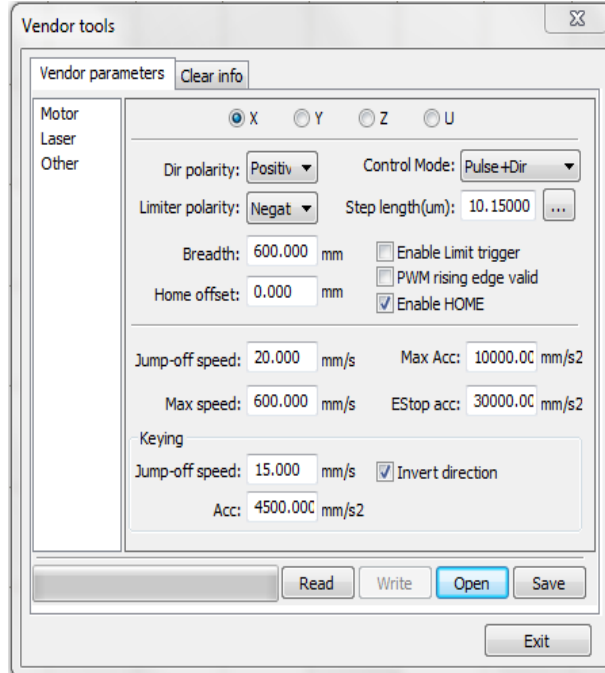 Vendor tools
Vendor parameters Clear info
Motor
Laser
Other
X Y Z U
Dir polarity: Positiv Control Mode: Pulse+Dir
Limiter polarity: Negat Step length(um): 10.15000 ...
Breadth: 600.000 mm Enable Limit trigger
PWM rising edge valid
Home offset: 0.000 mm Enable HOME
Jump-off speed: 20.000 mm/s Max Acc: 10000.00 mm/s2
Max speed: 600.000 mm/s EStop acc: 30000.00 mm/s2
Keying
Jump-off speed: 15.000 mm/s Invert direction
Acc: 4500.000 mm/s2
Read Write Open Save
Exit